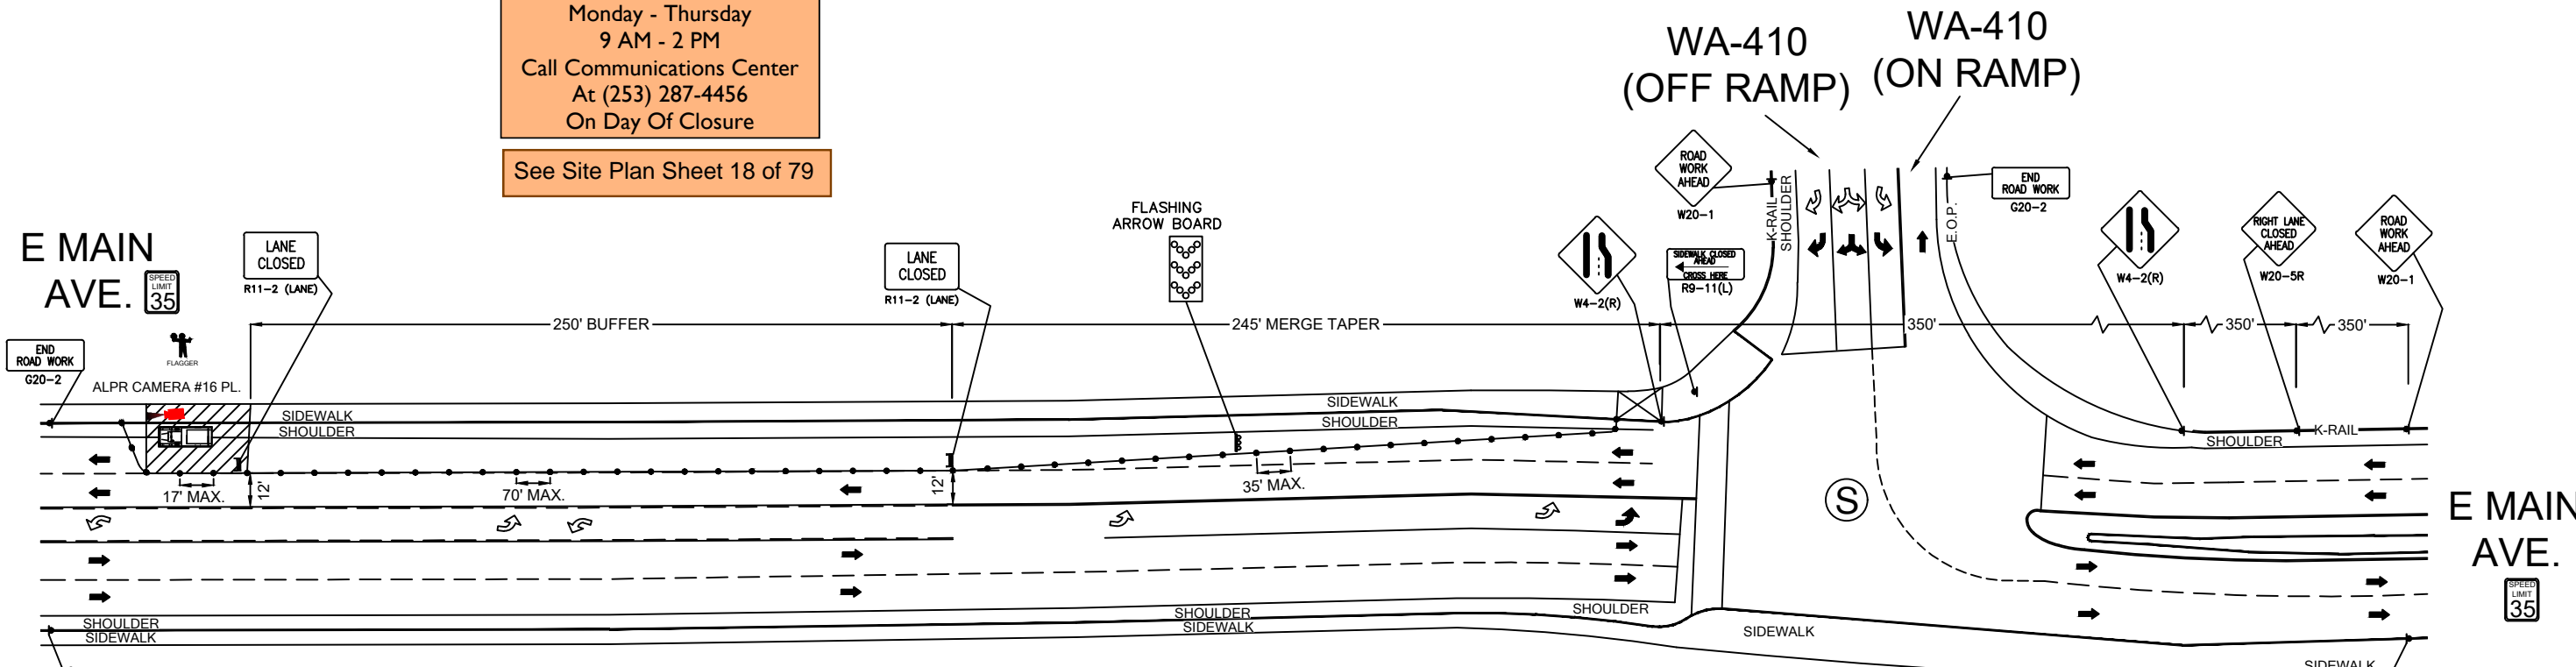 Monday - Thursday
9 AM - 2 PM
Call Communications Center
At (253) 287-4456
On Day Of Closure
See Site Plan Sheet 18 of 79
WA-410
(OFF RAMP)
WA-410
(ON RAMP)
ROAD
WORK
AHEAD
W20-1
K-RAIL
SHOULDER
E.O.P.
END
ROAD WORK
G20-2
W4-2(R)
RIGHT LANE
CLOSED
AHEAD
W20-5R
ROAD
WORK
AHEAD
W20-1
E MAIN
AVE.
SPEED
LIMIT
35
LANE
CLOSED
R11-2 (LANE)
LANE
CLOSED
R11-2 (LANE)
FLASHING
ARROW BOARD
W4-2(R)
SIDEWALK CLOSED
AHEAD
CROSS HERE
R9-11(L)
250' BUFFER
245' MERGE TAPER
350'
350'
350'
END
ROAD WORK
G20-2
FLAGGER
ALPR CAMERA #16 PL.
SIDEWALK
SHOULDER
SIDEWALK
SHOULDER
K-RAIL
SHOULDER
17' MAX.
12'
70' MAX.
12'
35' MAX.
S
E MAIN
AVE.
SPEED
LIMIT
35
SHOULDER
SIDEWALK
SHOULDER
SIDEWALK
SHOULDER
SIDEWALK
SIDEWALK